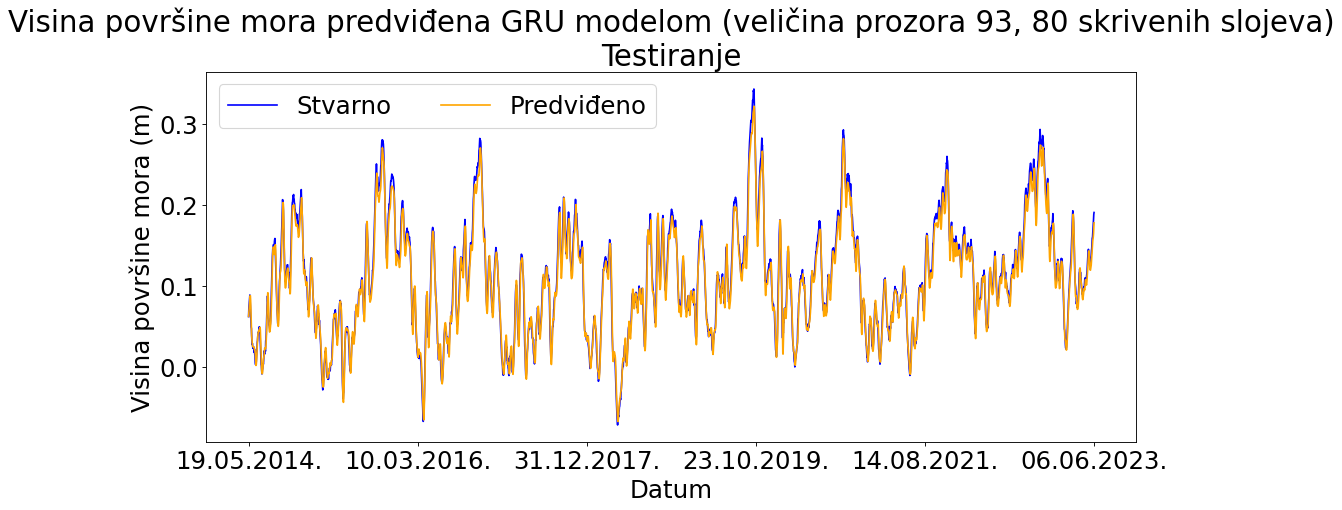 Visina površine mora predviđena GRU modelom (veličina prozora 93, 80 skrivenih slojeva)
Testiranje
Stvarno
Predviđeno
Visina površine mora (m)
0.3
0.2
0.1
0.0
19.05.2014.
10.03.2016.
31.12.2017.
23.10.2019.
14.08.2021.
06.06.2023.
Datum